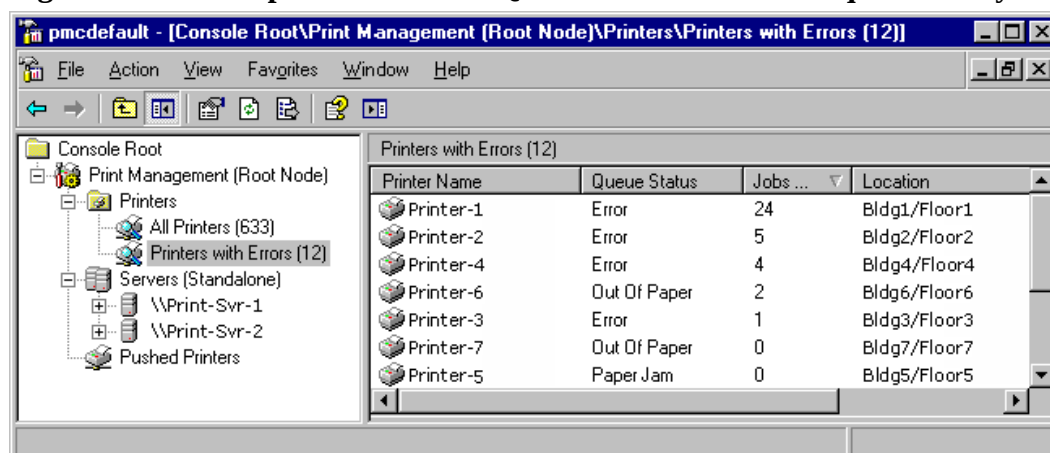 pmcdefault - [Console Root\Print Management (Root Node)\Printers\Printers with Errors (12)]
File Action View Favorites Window Help
Console Root
Print Management (Root Node)
Printers
All Printers (633)
Printers with Errors (12)
Servers (Standalone)
\\Print-Svr-1
\\Print-Svr-2
Pushed Printers
Printers with Errors (12)
Printer Name Queue Status Jobs ... Location
Printer-1 Error 24 Bldg1/Floor1
Printer-2 Error 5 Bldg2/Floor2
Printer-4 Error 4 Bldg4/Floor4
Printer-6 Out Of Paper 2 Bldg6/Floor6
Printer-3 Error 1 Bldg3/Floor3
Printer-7 Out Of Paper 0 Bldg7/Floor7
Printer-5 Paper Jam 0 Bldg5/Floor5